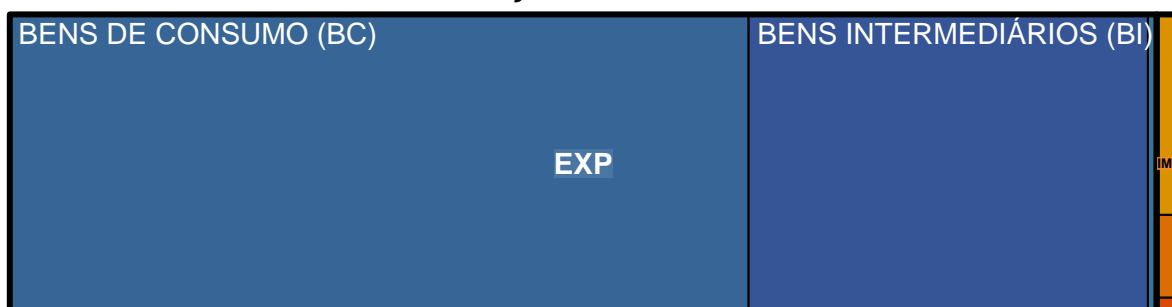 BENS DE CONSUMO (BC)
BENS INTERMEDIÁRIOS (BI)
EXP